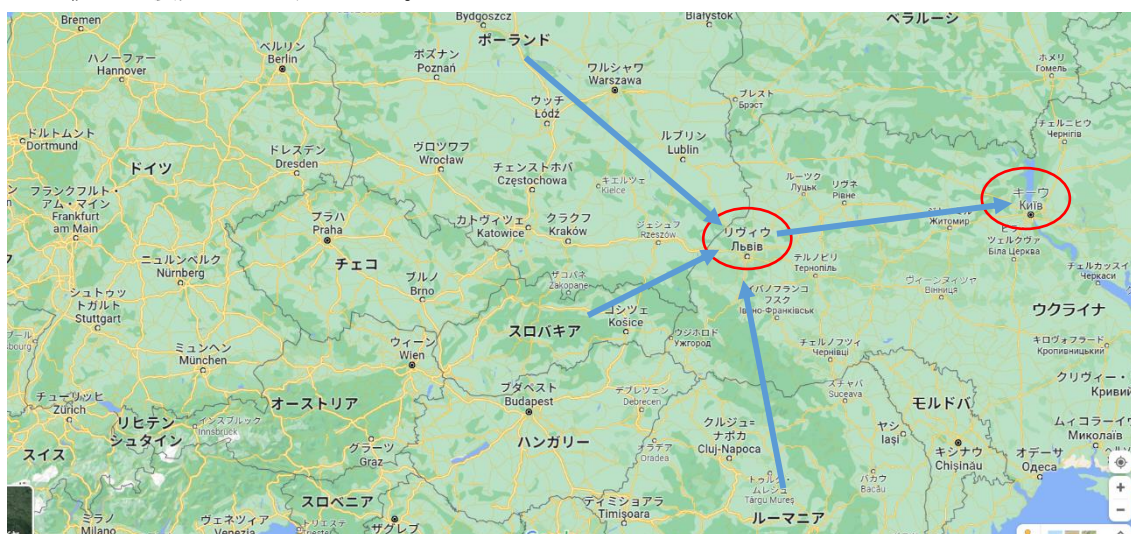 Bremen
Bydgoszcz
Białystok
ベラルーシ
ハノーファー
Hannover
ベルリン
Berlin
ポズナン
Poznań
ポーランド
ワルシャワ
Warszawa
ホメリ
Гомель
ブレスト
Брэст
ウッチ
Łódź
チェルニヒウ
Чернігів
ドルトムント
Dortmund
ドイツ
ドレスデン
Dresden
ヴロツワフ
Wrocław
ルブリン
Lublin
チェンストホバ
Częstochowa
キエルツェ
Kielce
ルーツク
Луцьк
リヴネ
Рівне
キーウ
Київ
フランクフルト・
アム・マイン
Frankfurt
am Main
プラハ
Praha
カトヴィツェ
Katowice
クラクフ
Kraków
ジェシュフ
Rzeszów
リヴィウ
Львів
Житомир
ツェルクヴァ
Біла Церква
チェコ
ニュルンベルク
Nürnberg
ブルノ
Brno
ザコパネ
Zakopane
テルノピリ
Тернопіль
ヴィーンヌィツヤ
Вінниця
Черкаси
シュトゥッ
トガルト
Stuttgart
イバノフランコ
フスク
Івано-Франківськ
ウクライナ
スロバキア
コシツェ
Košice
ウジホロド
Ужгород
チェルノフツィ
Чернівці
キロヴォフラード
Кропивницький
ミュンヘン
München
ウィーン
Wien
クリヴィー・
チューリッヒ
Zürich
リヒテン
シュタイン
インスブルック
Innsbruck
オーストリア
ブダペスト
Budapest
デブレツェン
Debrecen
スチャバ
Suceava
モルドバ
スイス
グラーツ
Graz
ハンガリー
オラデア
Oradea
クルジュ=
ナポカ
Cluj-Napoca
ヤシ
Iași
キシナウ
Chișinău
オデーサ
Одеса
Миколаїв
トゥルグ・
ムレシュ
Târgu Mureș
バカウ
Bacău
スロベニア
ティミショアラ
Timișoara
ルーマニア
ミラノ
Milano
ヴェネツィア
Venezia
トリエステ
Trieste
ザグレブ